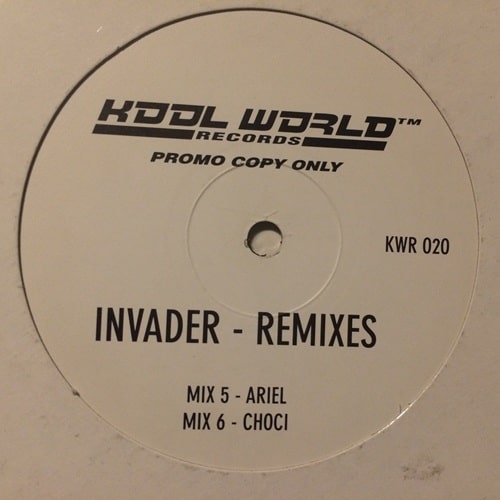 KOOL WORLD™
RECORDS
PROMO COPY ONLY
KWR 020
INVADER - REMIXES
MIX 5 - ARIEL
MIX 6 - CHOCI